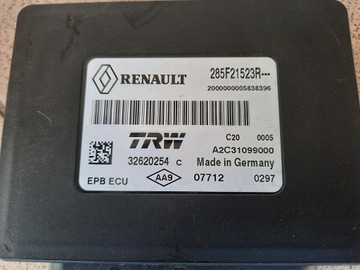 RENAULT 285F21523R---
2000000005838396
TRW C20 0005
A2C31099000
32620254 C Made in Germany
EPB ECU AA9 07712 0297